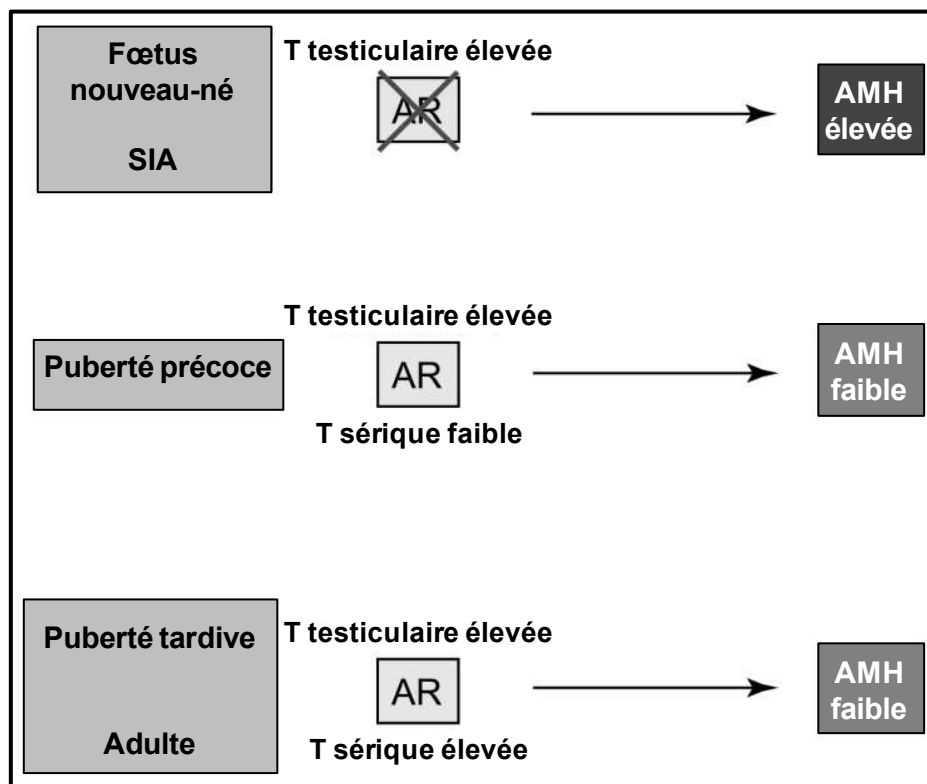 Fœtus
nouveau-né
SIA
T testiculaire élevée
AR
AMH
élevée
Puberté précoce
T testiculaire élevée
AR
T sérique faible
AMH
faible
Puberté tardive
Adulte
T testiculaire élevée
AR
T sérique élevée
AMH
faible